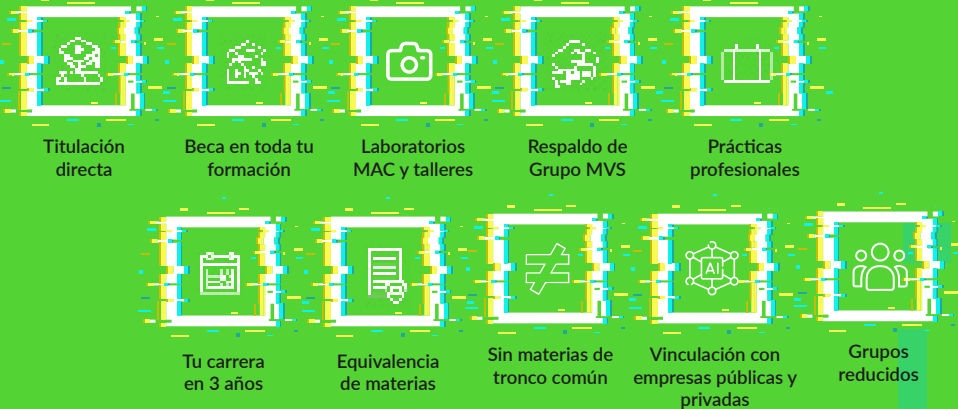 Titulación
directa
Beca en toda tu
formación
Laboratorios
MAC y talleres
Respaldo de
Grupo MVS
Prácticas
profesionales
AI
Tu carrera
en 3 años
Equivalencia
de materias
Sin materias de
tronco común
Vinculación con
empresas públicas y
privadas
Grupos
reducidos